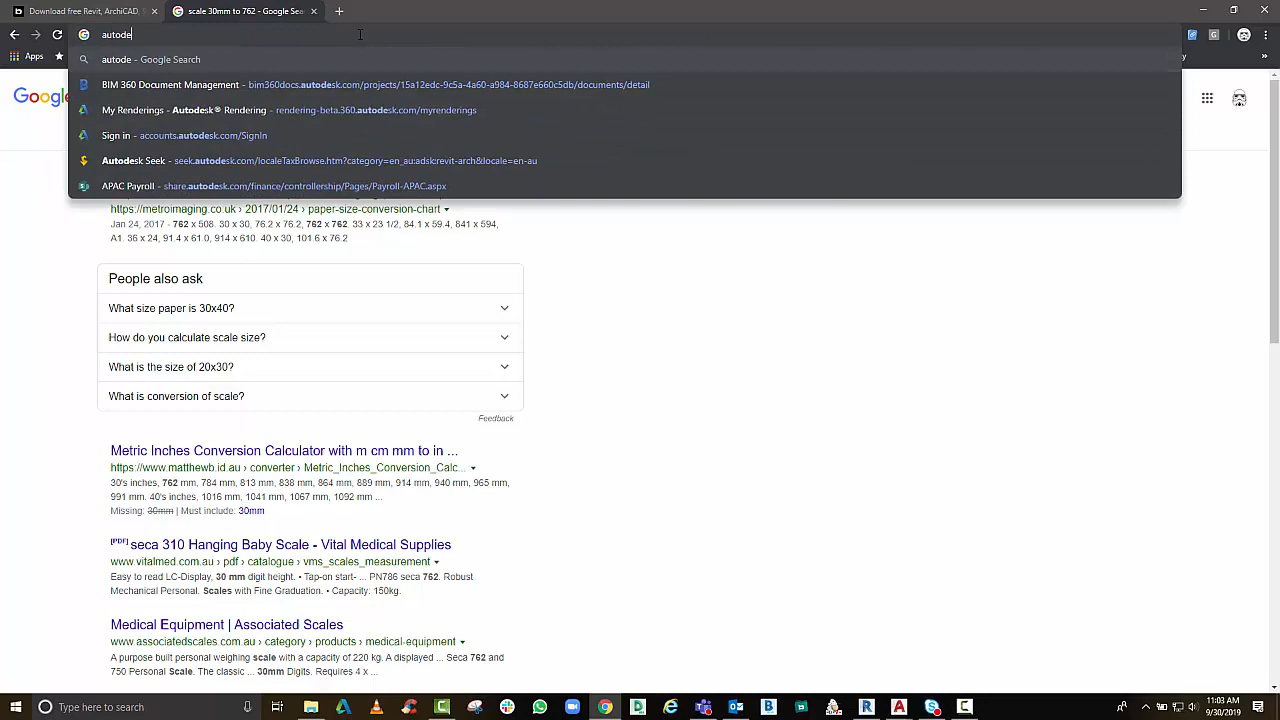 Download free Revit, ArchiCAD, S
scale 30mm to 762 - Google Sea
autode
autode - Google Search
BIM 360 Document Management - bim360docs.autodesk.com/projects/15a12edc-9c5a-4a60-a984-8687e660c5db/documents/detail
My Renderings - Autodesk® Rendering - rendering-beta.360.autodesk.com/myrenderings
Sign in - accounts.autodesk.com/SignIn
Autodesk Seek - seek.autodesk.com/localeTaxBrowse.htm?category=en_au:adsk:revit-arch&locale=en-au
APAC Payroll - share.autodesk.com/finance/controllership/Pages/Payroll-APAC.aspx
Apps
Google
https://metroimaging.co.uk › 2017/01/24 › paper-size-conversion-chart
Jan 24, 2017 - 762 x 508. 30 x 30, 76.2 x 76.2, 762 x 762. 33 x 23 1/2, 84.1 x 59.4, 841 x 594,
A1. 36 x 24, 91.4 x 61.0, 914 x 610. 40 x 30, 101.6 x 76.2
People also ask
What size paper is 30x40?
How do you calculate scale size?
What is the size of 20x30?
What is conversion of scale?
Feedback
Metric Inches Conversion Calculator with m cm mm to in ...
https://www.matthewb.id.au › converter › Metric_Inches_Conversion_Calc...
30's inches, 762 mm, 784 mm, 813 mm, 838 mm, 864 mm, 889 mm, 914 mm, 940 mm, 965 mm,
991 mm. 40's inches, 1016 mm, 1041 mm, 1067 mm, 1092 mm ...
Missing: 30mm | Must include: 30mm
[PDF] seca 310 Hanging Baby Scale - Vital Medical Supplies
www.vitalmed.com.au › pdf › catalogue › vms_scales_measurement
Easy to read LC-Display, 30 mm digit height. • Tap-on start- ... PN786 seca 762. Robust
Mechanical Personal. Scales with Fine Graduation. • Capacity: 150kg.
Medical Equipment | Associated Scales
www.associatedscales.com.au › category › products › medical-equipment
A purpose built personal weighing scale with a capacity of 220 kg. A displayed ... Seca 762 and
750 Personal Scale. The classic ... 30mm Digits. Requires 4 x ...
Type here to search
11:03 AM
9/30/2019